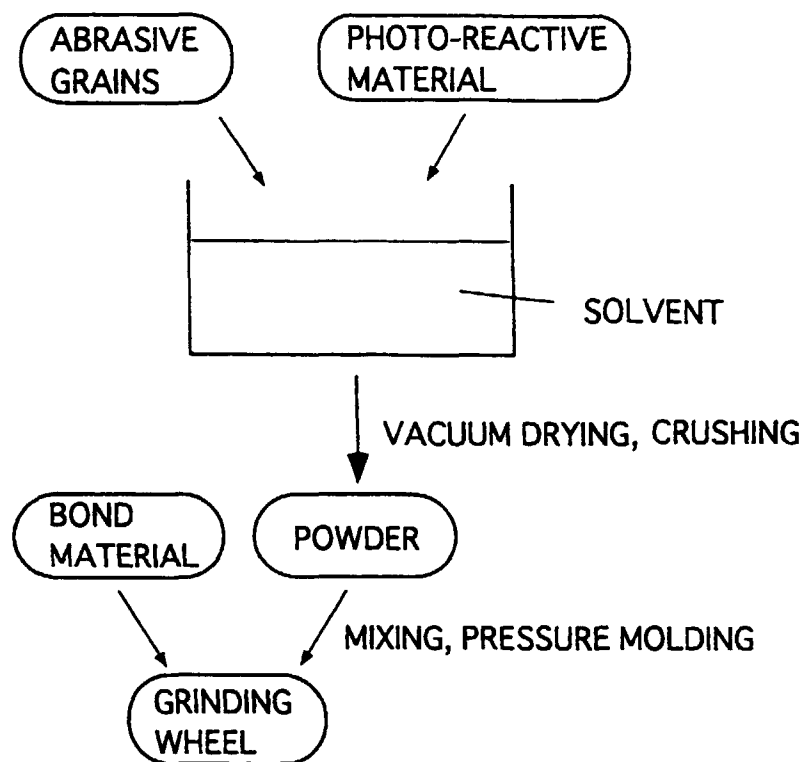 ABRASIVE
GRAINS
PHOTO-REACTIVE
MATERIAL
SOLVENT
VACUUM DRYING, CRUSHING
BOND
MATERIAL
POWDER
MIXING, PRESSURE MOLDING
GRINDING
WHEEL